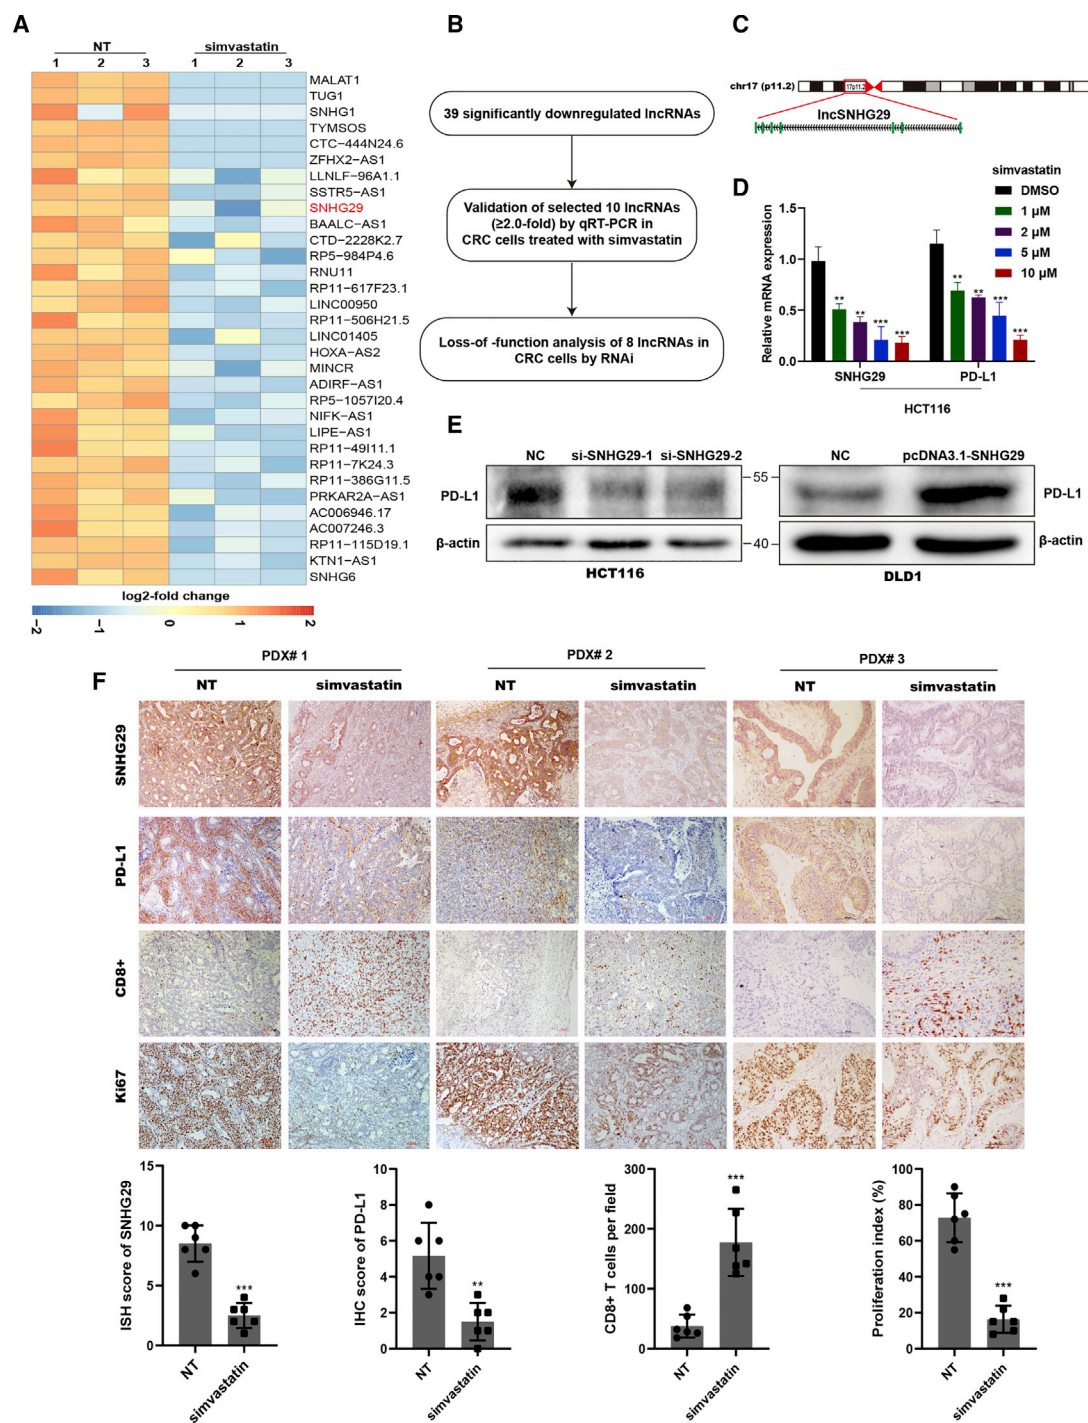 A
NT simvastatin
1 2 3 1 2 3
MALAT1
TUG1
SNHG1
TYMSOS
CTC-444N24.6
ZFHX2-AS1
LLNLF-96A1.1
SSTR5-AS1
SNHG29
BAALC-AS1
CTD-2228K2.7
RP5-984P4.6
RNU11
RP11-617F23.1
LINC00950
RP11-506H21.5
LINC01405
HOXA-AS2
MINCR
ADIRF-AS1
RP5-1057I20.4
NIFK-AS1
LIPE-AS1
RP11-49I11.1
RP11-7K24.3
RP11-386G11.5
PRKAR2A-AS1
AC006946.17
AC007246.3
RP11-115D19.1
KTN1-AS1
SNHG6
log2-fold change
-2 -1 0 1 2
B
39 significantly downregulated lncRNAs
Validation of selected 10 lncRNAs
(≥2.0-fold) by qRT-PCR in
CRC cells treated with simvastatin
Loss-of -function analysis of 8 lncRNAs in
CRC cells by RNAi
C
chr17 (p11.2)
17p11.2
lncSNHG29
D
simvastatin
DMSO
1 μM
2 μM
5 μM
10 μM
Relative mRNA expression
1.5
1.0
0.5
0.0
** ** *** ***
** ** *** ***
SNHG29 PD-L1
HCT116
E
NC si-SNHG29-1 si-SNHG29-2
PD-L1
β-actin
HCT116
55
40
NC pcDNA3.1-SNHG29
PD-L1
β-actin
DLD1
F
PDX# 1 PDX# 2 PDX# 3
NT simvastatin NT simvastatin NT simvastatin
SNHG29
PD-L1
CD8+
Ki67
ISH score of SNHG29
15
10
5
0
***
NT simvastatin
IHC score of PD-L1
10
8
6
4
2
0
**
NT simvastatin
CD8+ T cells per field
300
200
100
0
***
NT simvastatin
Proliferation index (%)
100
80
60
40
20
0
***
NT simvastatin